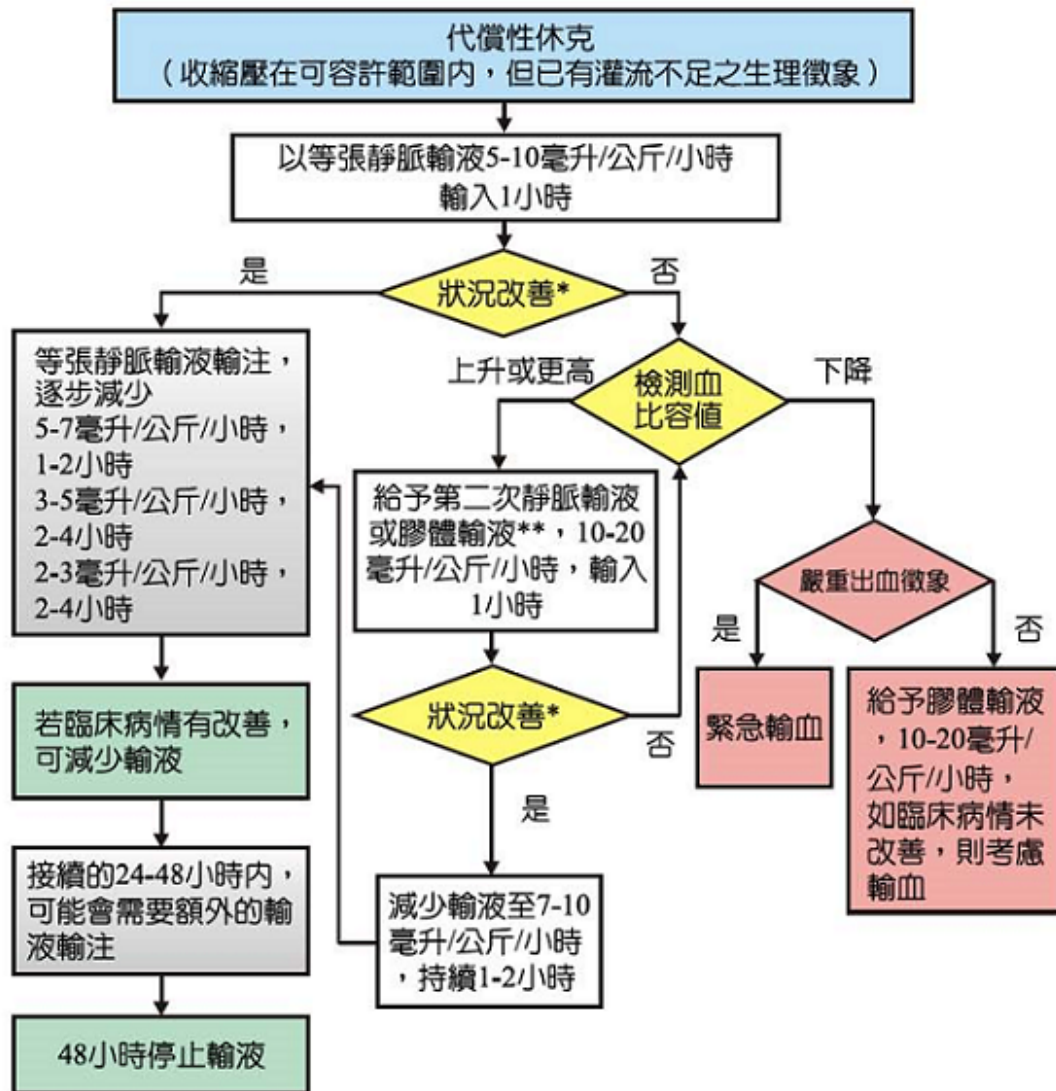 代償性休克
（收縮壓在可容許範圍內，但已有灌流不足之生理徵象）
以等張靜脈輸液5-10毫升/公斤/小時
輸入1小時
是
狀況改善*
否
等張靜脈輸液輸注，
逐步減少
5-7毫升/公斤/小時，
1-2小時
3-5毫升/公斤/小時，
2-4小時
2-3毫升/公斤/小時，
2-4小時
上升或更高
檢測血
比容值
下降
給予第二次靜脈輸液
或膠體輸液**，10-20
毫升/公斤/小時，輸入
1小時
嚴重出血徵象
是
否
若臨床病情有改善，
可減少輸液
狀況改善*
否
是
緊急輸血
給予膠體輸液
，10-20毫升/
公斤/小時，
如臨床病情未
改善，則考慮
輸血
接續的24-48小時內，
可能會需要額外的輸
液輸注
減少輸液至7-10
毫升/公斤/小時
，持續1-2小時
48小時停止輸液